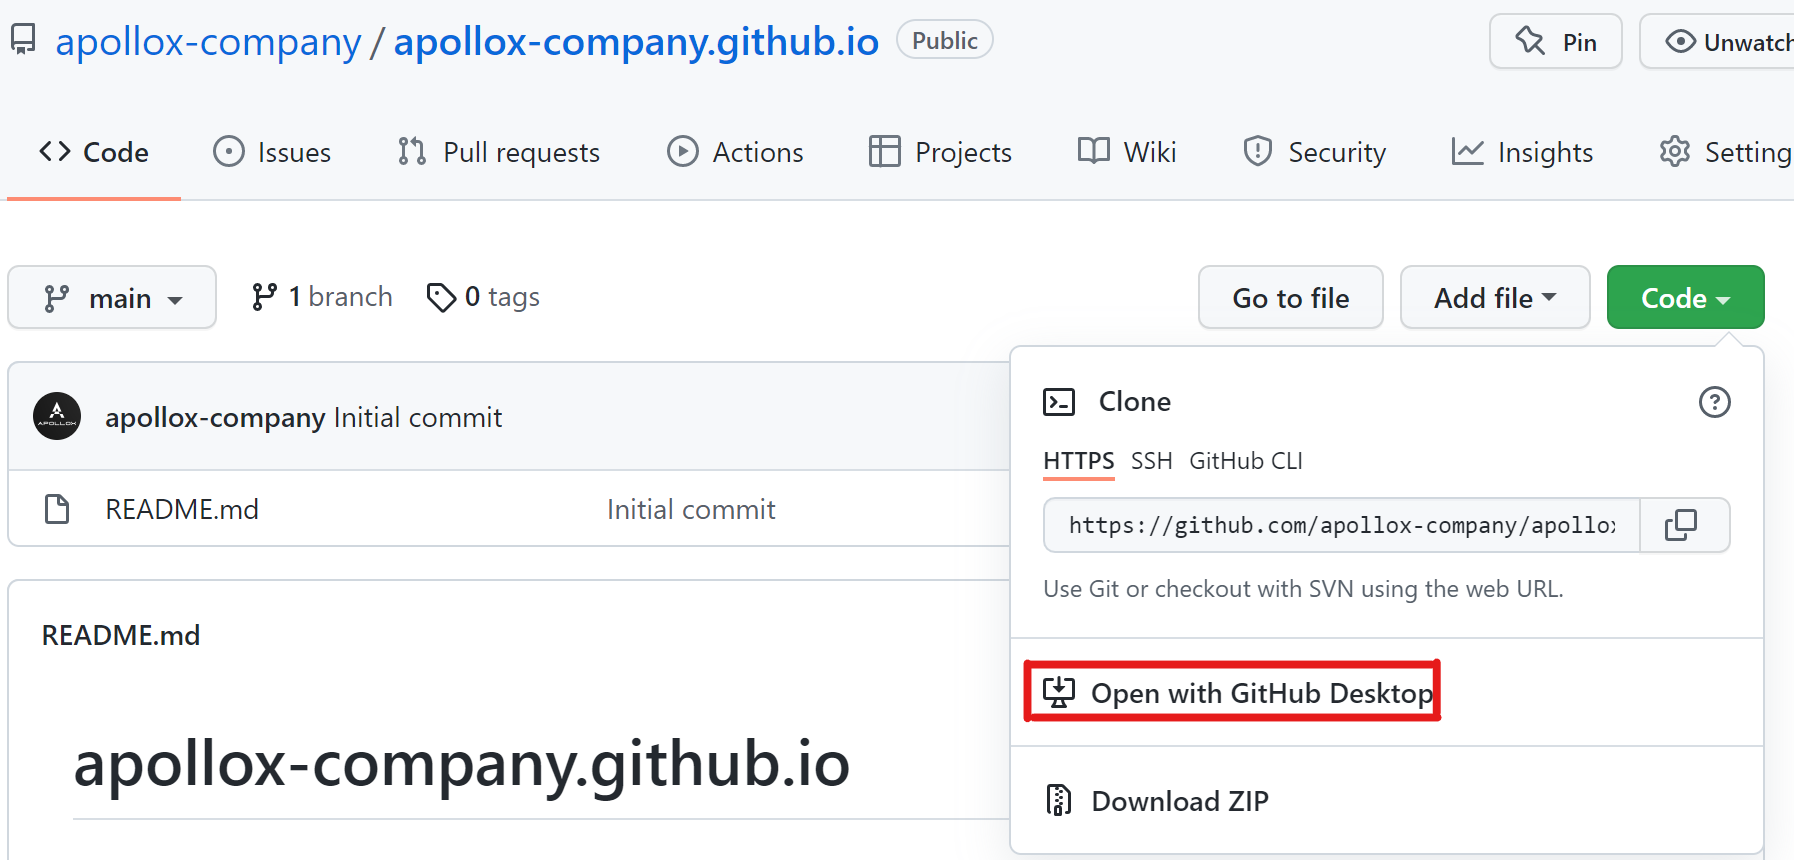 apollox-company / apollox-company.github.io Public Pin Unwatch
Code Issues Pull requests Actions Projects Wiki Security Insights Setting
main 1 branch 0 tags Go to file Add file Code
APOLLOX
apollox-company Initial commit
README.md Initial commit
README.md
apollox-company.github.io
Clone
HTTPS SSH GitHub CLI
https://github.com/apollox-company/apollox
Use Git or checkout with SVN using the web URL.
Open with GitHub Desktop
Download ZIP